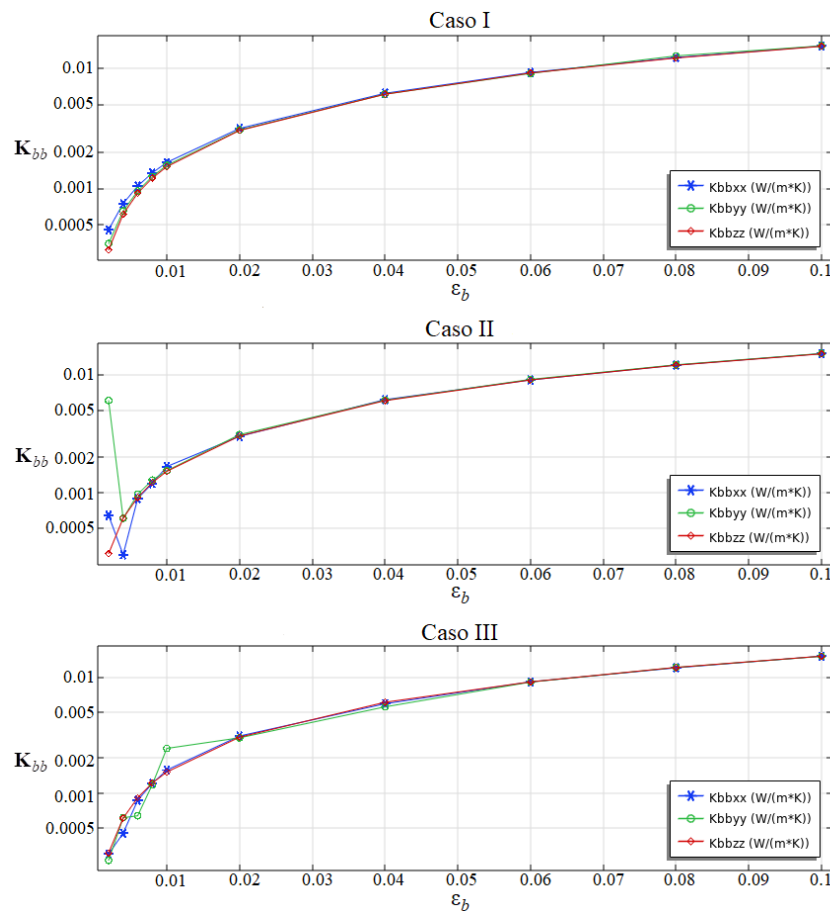 Caso I
0.01
0.005
0.002
0.001
0.0005
K_bb
Kbbxx (W/(m*K))
Kbbyy (W/(m*K))
Kbbzz (W/(m*K))
0.01 0.02 0.03 0.04 0.05 0.06 0.07 0.08 0.09 0.1
ε_b
Caso II
0.01
0.005
0.002
0.001
0.0005
K_bb
Kbbxx (W/(m*K))
Kbbyy (W/(m*K))
Kbbzz (W/(m*K))
0.01 0.02 0.03 0.04 0.05 0.06 0.07 0.08 0.09 0.1
ε_b
Caso III
0.01
0.005
0.002
0.001
0.0005
K_bb
Kbbxx (W/(m*K))
Kbbyy (W/(m*K))
Kbbzz (W/(m*K))
0.01 0.02 0.03 0.04 0.05 0.06 0.07 0.08 0.09 0.1
ε_b